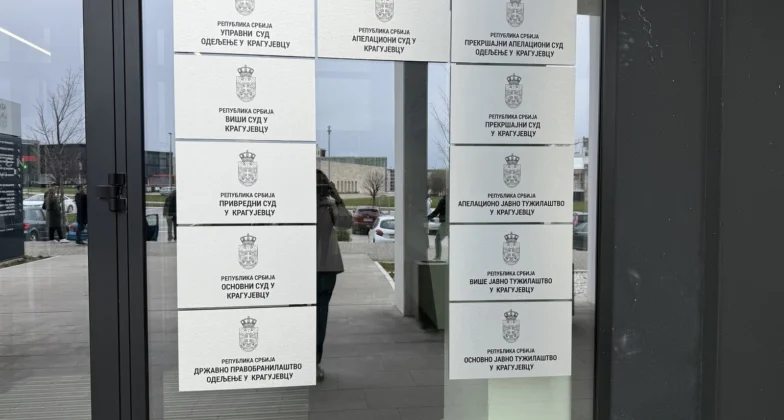 РЕПУБЛИКА СРБИЈА
УПРАВНИ СУД
ОДЕЉЕЊЕ У КРАГУЈЕВЦУ
РЕПУБЛИКА СРБИЈА
ВИШИ СУД У
КРАГУЈЕВЦУ
РЕПУБЛИКА СРБИЈА
ПРИВРЕДНИ СУД
У КРАГУЈЕВЦУ
РЕПУБЛИКА СРБИЈА
ОСНОВНИ СУД У
КРАГУЈЕВЦУ
РЕПУБЛИКА СРБИЈА
ДРЖАВНО ПРАВОБРАНИЛАШТВО
ОДЕЉЕЊЕ У КРАГУЈЕВЦУ
РЕПУБЛИКА СРБИЈА
АПЕЛАЦИОНИ СУД У
КРАГУЈЕВЦУ
РЕПУБЛИКА СРБИЈА
ПРЕКРШАЈНИ АПЕЛАЦИОНИ СУД
ОДЕЉЕЊЕ У КРАГУЈЕВЦУ
РЕПУБЛИКА СРБИЈА
ПРЕКРШАЈНИ СУД
У КРАГУЈЕВЦУ
РЕПУБЛИКА СРБИЈА
АПЕЛАЦИОНО ЈАВНО ТУЖИЛАШТВО
У КРАГУЈЕВЦУ
РЕПУБЛИКА СРБИЈА
ВИШЕ ЈАВНО ТУЖИЛАШТВО
У КРАГУЈЕВЦУ
РЕПУБЛИКА СРБИЈА
ОСНОВНО ЈАВНО ТУЖИЛАШТВО
У КРАГУЈЕВЦУ